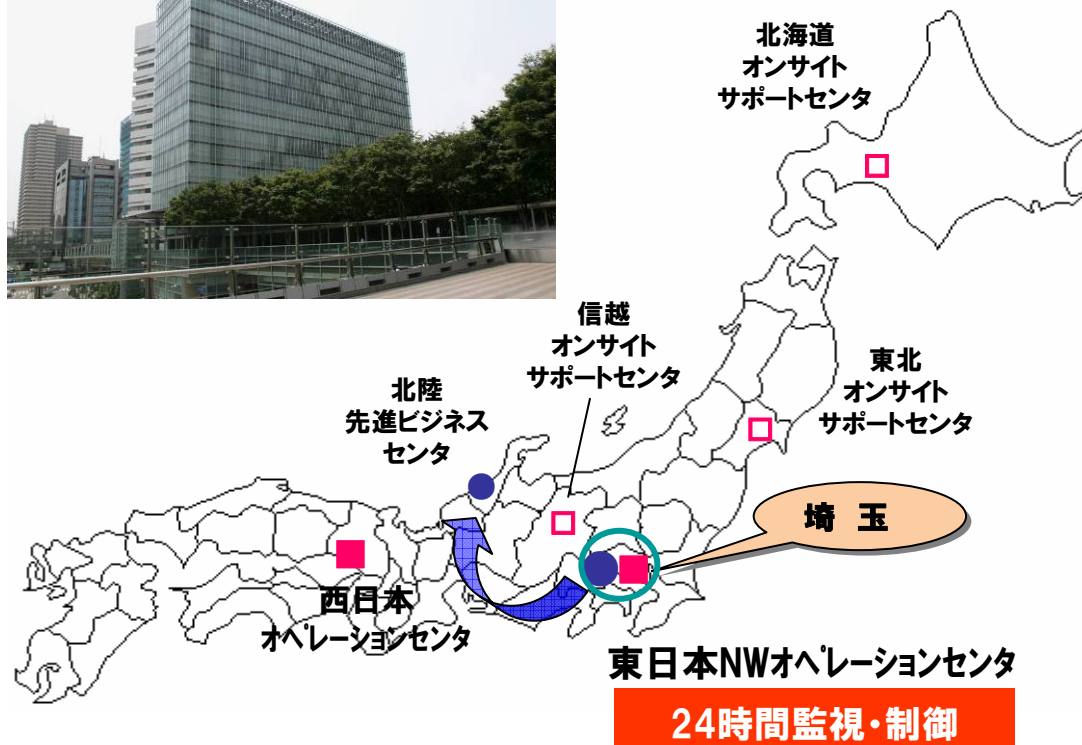 北海道
オンサイト
サポートセンタ
信越
オンサイト
サポートセンタ
東北
オンサイト
サポートセンタ
北陸
先進ビジネス
センタ
埼 玉
西日本
オペレーションセンタ
東日本NWオペレーションセンタ
24時間監視・制御